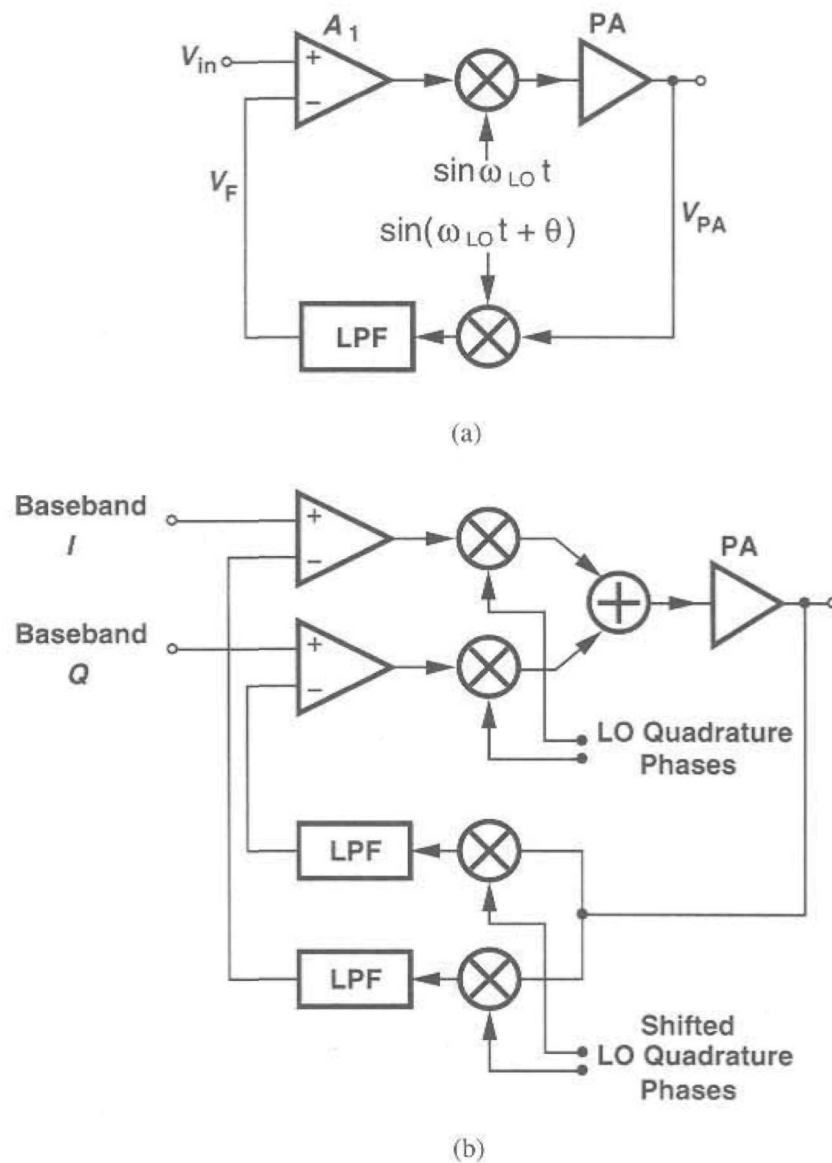 A1
PA
Vin
+
−
sin ωLO t
VF
VPA
sin(ωLO t + θ)
LPF
(a)
Baseband
I
+
−
PA
Baseband
Q
+
−
LO Quadrature
Phases
LPF
LPF
Shifted
LO Quadrature
Phases
(b)